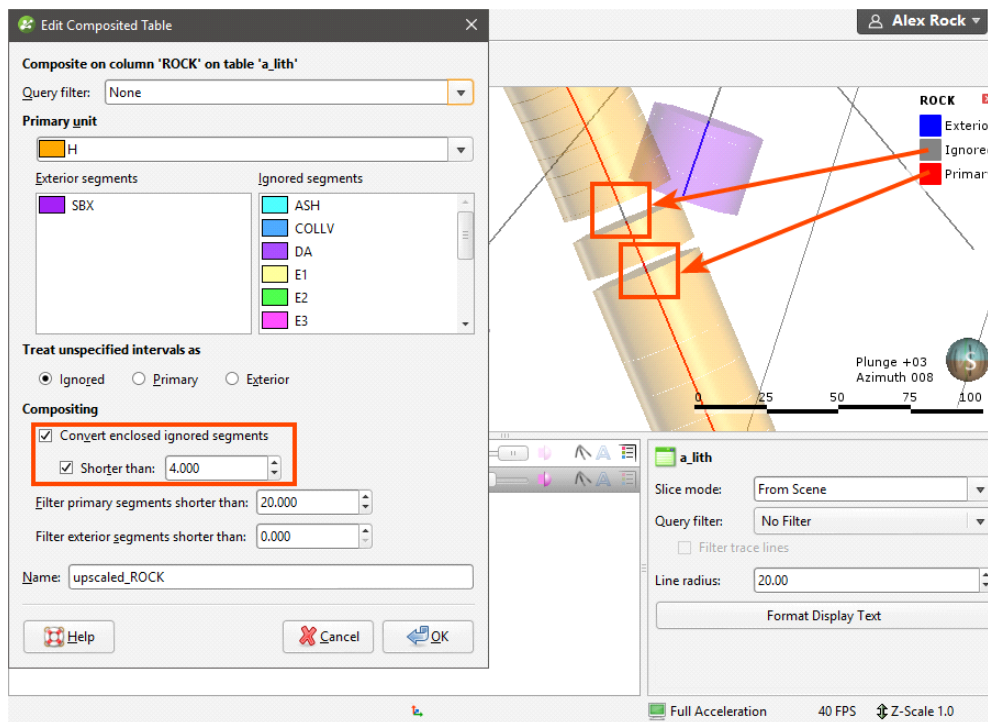 Edit Composited Table
Composite on column 'ROCK' on table 'a_lith'
Query filter: None
Primary unit
H
Exterior segments
SBX
Ignored segments
ASH
COLLV
DA
E1
E2
E3
Treat unspecified intervals as
Ignored Primary Exterior
Compositing
Convert enclosed ignored segments
Shorter than: 4.000
Filter primary segments shorter than: 20.000
Filter exterior segments shorter than: 0.000
Name: upscaled_ROCK
Help Cancel OK
Alex Rock
ROCK
Exterio
Ignored
Primar
S
Plunge +03
Azimuth 008
0 25 50 75 100
a_lith
Slice mode: From Scene
Query filter: No Filter
Filter trace lines
Line radius: 20.00
Format Display Text
Full Acceleration 40 FPS Z-Scale 1.0